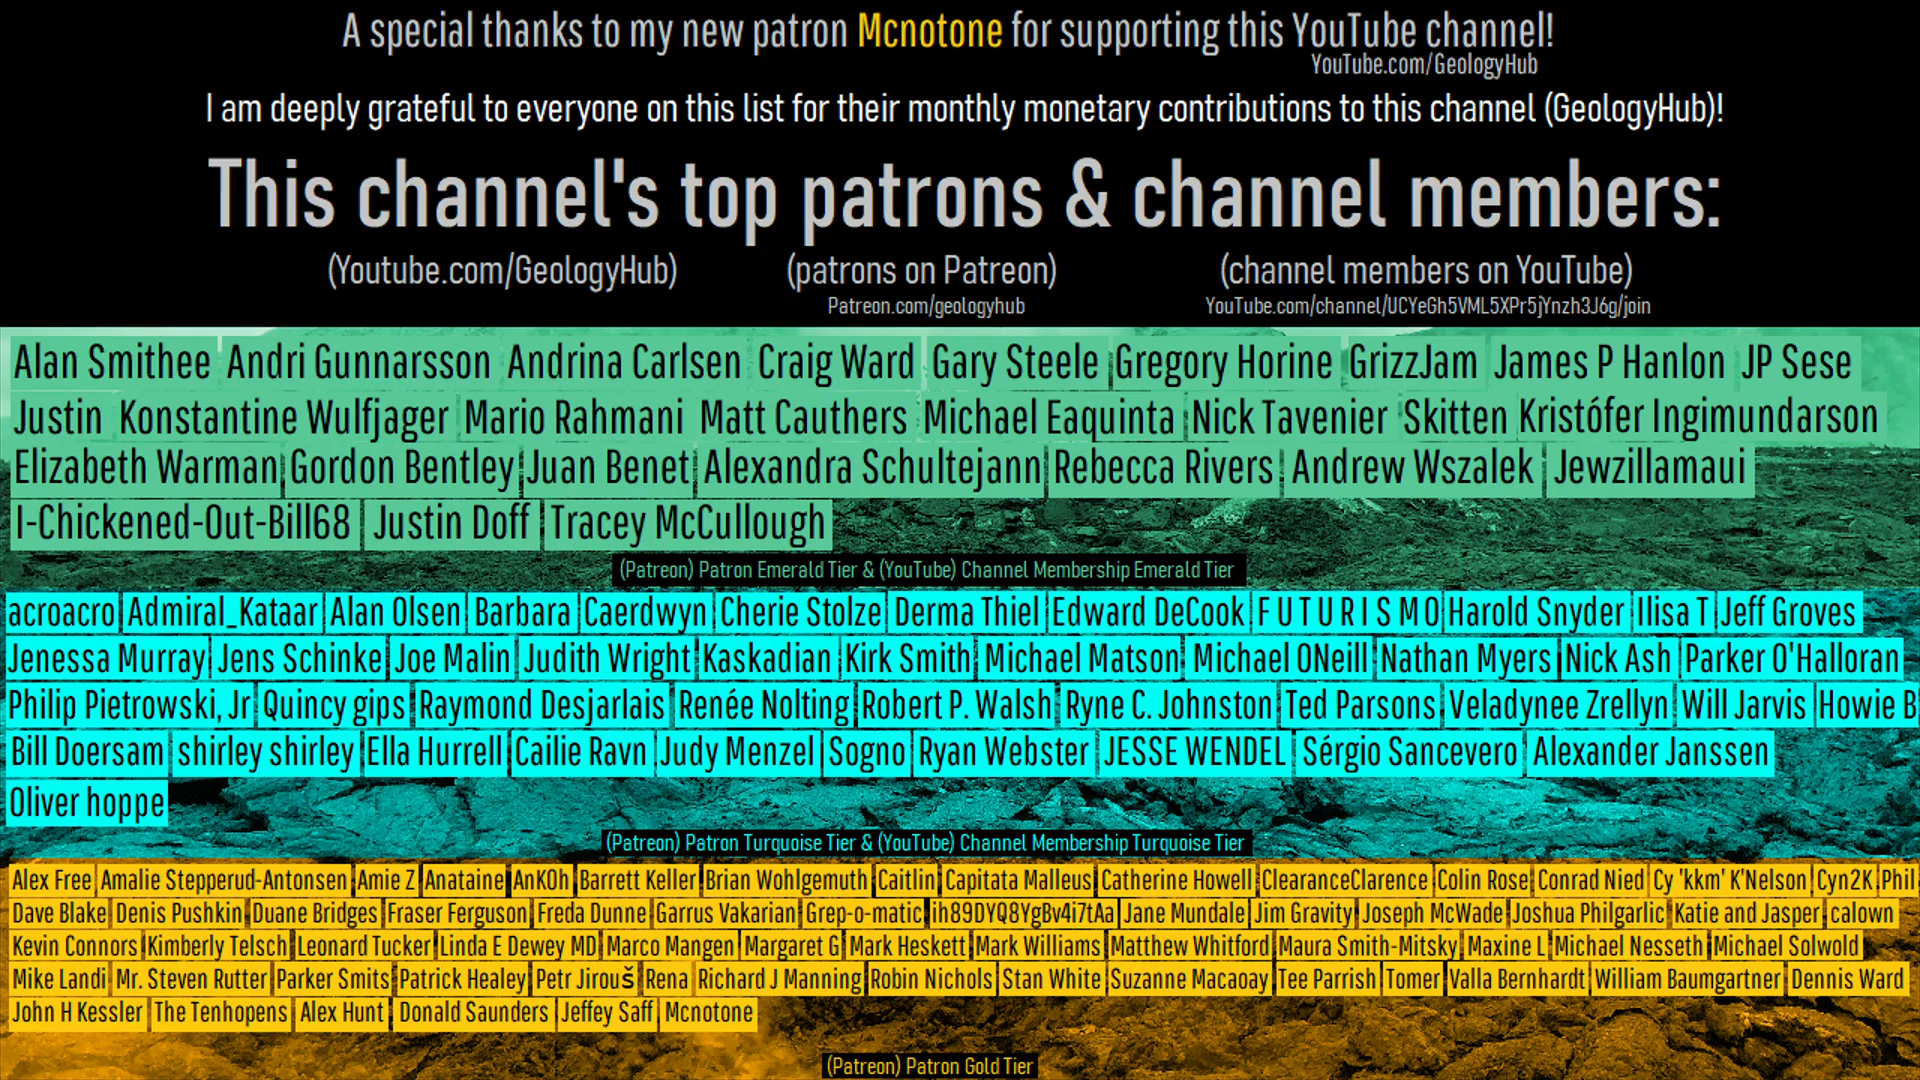 A special thanks to my new patron Mcnotone for supporting this YouTube channel!
YouTube.com/GeologyHub
I am deeply grateful to everyone on this list for their monthly monetary contributions to this channel (GeologyHub)!
This channel's top patrons & channel members:
(Youtube.com/GeologyHub) (patrons on Patreon) (channel members on YouTube)
Patreon.com/geologyhub YouTube.com/channel/UCYeGh5VML5XPr5jYnzh3J6g/join
Alan Smithee Andri Gunnarsson Andrina Carlsen Craig Ward Gary Steele Gregory Horine GrizzJam James P Hanlon JP Sese
Justin Konstantine Wulfjager Mario Rahmani Matt Cauthers Michael Eaquinta Nick Tavenier Skitten Kristófer Ingimundarson
Elizabeth Warman Gordon Bentley Juan Benet Alexandra Schultejann Rebecca Rivers Andrew Wszalek Jewzillamaui
I-Chickened-Out-Bill68 Justin Doff Tracey McCullough
(Patreon) Patron Emerald Tier & (YouTube) Channel Membership Emerald Tier
acroacro Admiral_Kataar Alan Olsen Barbara Caerdwyn Cherie Stolze Derma Thiel Edward DeCook F U T U R I S M O Harold Snyder Ilisa T Jeff Groves
Jenessa Murray Jens Schinke Joe Malin Judith Wright Kaskadian Kirk Smith Michael Matson Michael ONeill Nathan Myers Nick Ash Parker O'Halloran
Philip Pietrowski, Jr Quincy gips Raymond Desjarlais Renée Nolting Robert P. Walsh Ryne C. Johnston Ted Parsons Veladynee Zrellyn Will Jarvis Howie B
Bill Doersam shirley shirley Ella Hurrell Cailie Ravn Judy Menzel Sogno Ryan Webster JESSE WENDEL Sérgio Sancevero Alexander Janssen
Oliver hoppe
(Patreon) Patron Turquoise Tier & (YouTube) Channel Membership Turquoise Tier
Alex Free Amalie Stepperud-Antonsen Amie Z Anataine AnKOh Barrett Keller Brian Wohlgemuth Caitlin Capitata Malleus Catherine Howell ClearanceClarence Colin Rose Conrad Nied Cy 'kkm' K'Nelson Cyn2K Phil
Dave Blake Denis Pushkin Duane Bridges Fraser Ferguson Freda Dunne Garrus Vakarian Grep-o-matic ih89DYQ8YgBv4i7tAa Jane Mundale Jim Gravity Joseph McWade Joshua Philgarlic Katie and Jasper calown
Kevin Connors Kimberly Telsch Leonard Tucker Linda E Dewey MD Marco Mangen Margaret G Mark Heskett Mark Williams Matthew Whitford Maura Smith-Mitsky Maxine L Michael Nesseth Michael Solwold
Mike Landi Mr. Steven Rutter Parker Smits Patrick Healey Petr Jirouš Rena Richard J Manning Robin Nichols Stan White Suzanne Macaoay Tee Parrish Tomer Valla Bernhardt William Baumgartner Dennis Ward
John H Kessler The Tenhopens Alex Hunt Donald Saunders Jeffey Saff Mcnotone
(Patreon) Patron Gold Tier